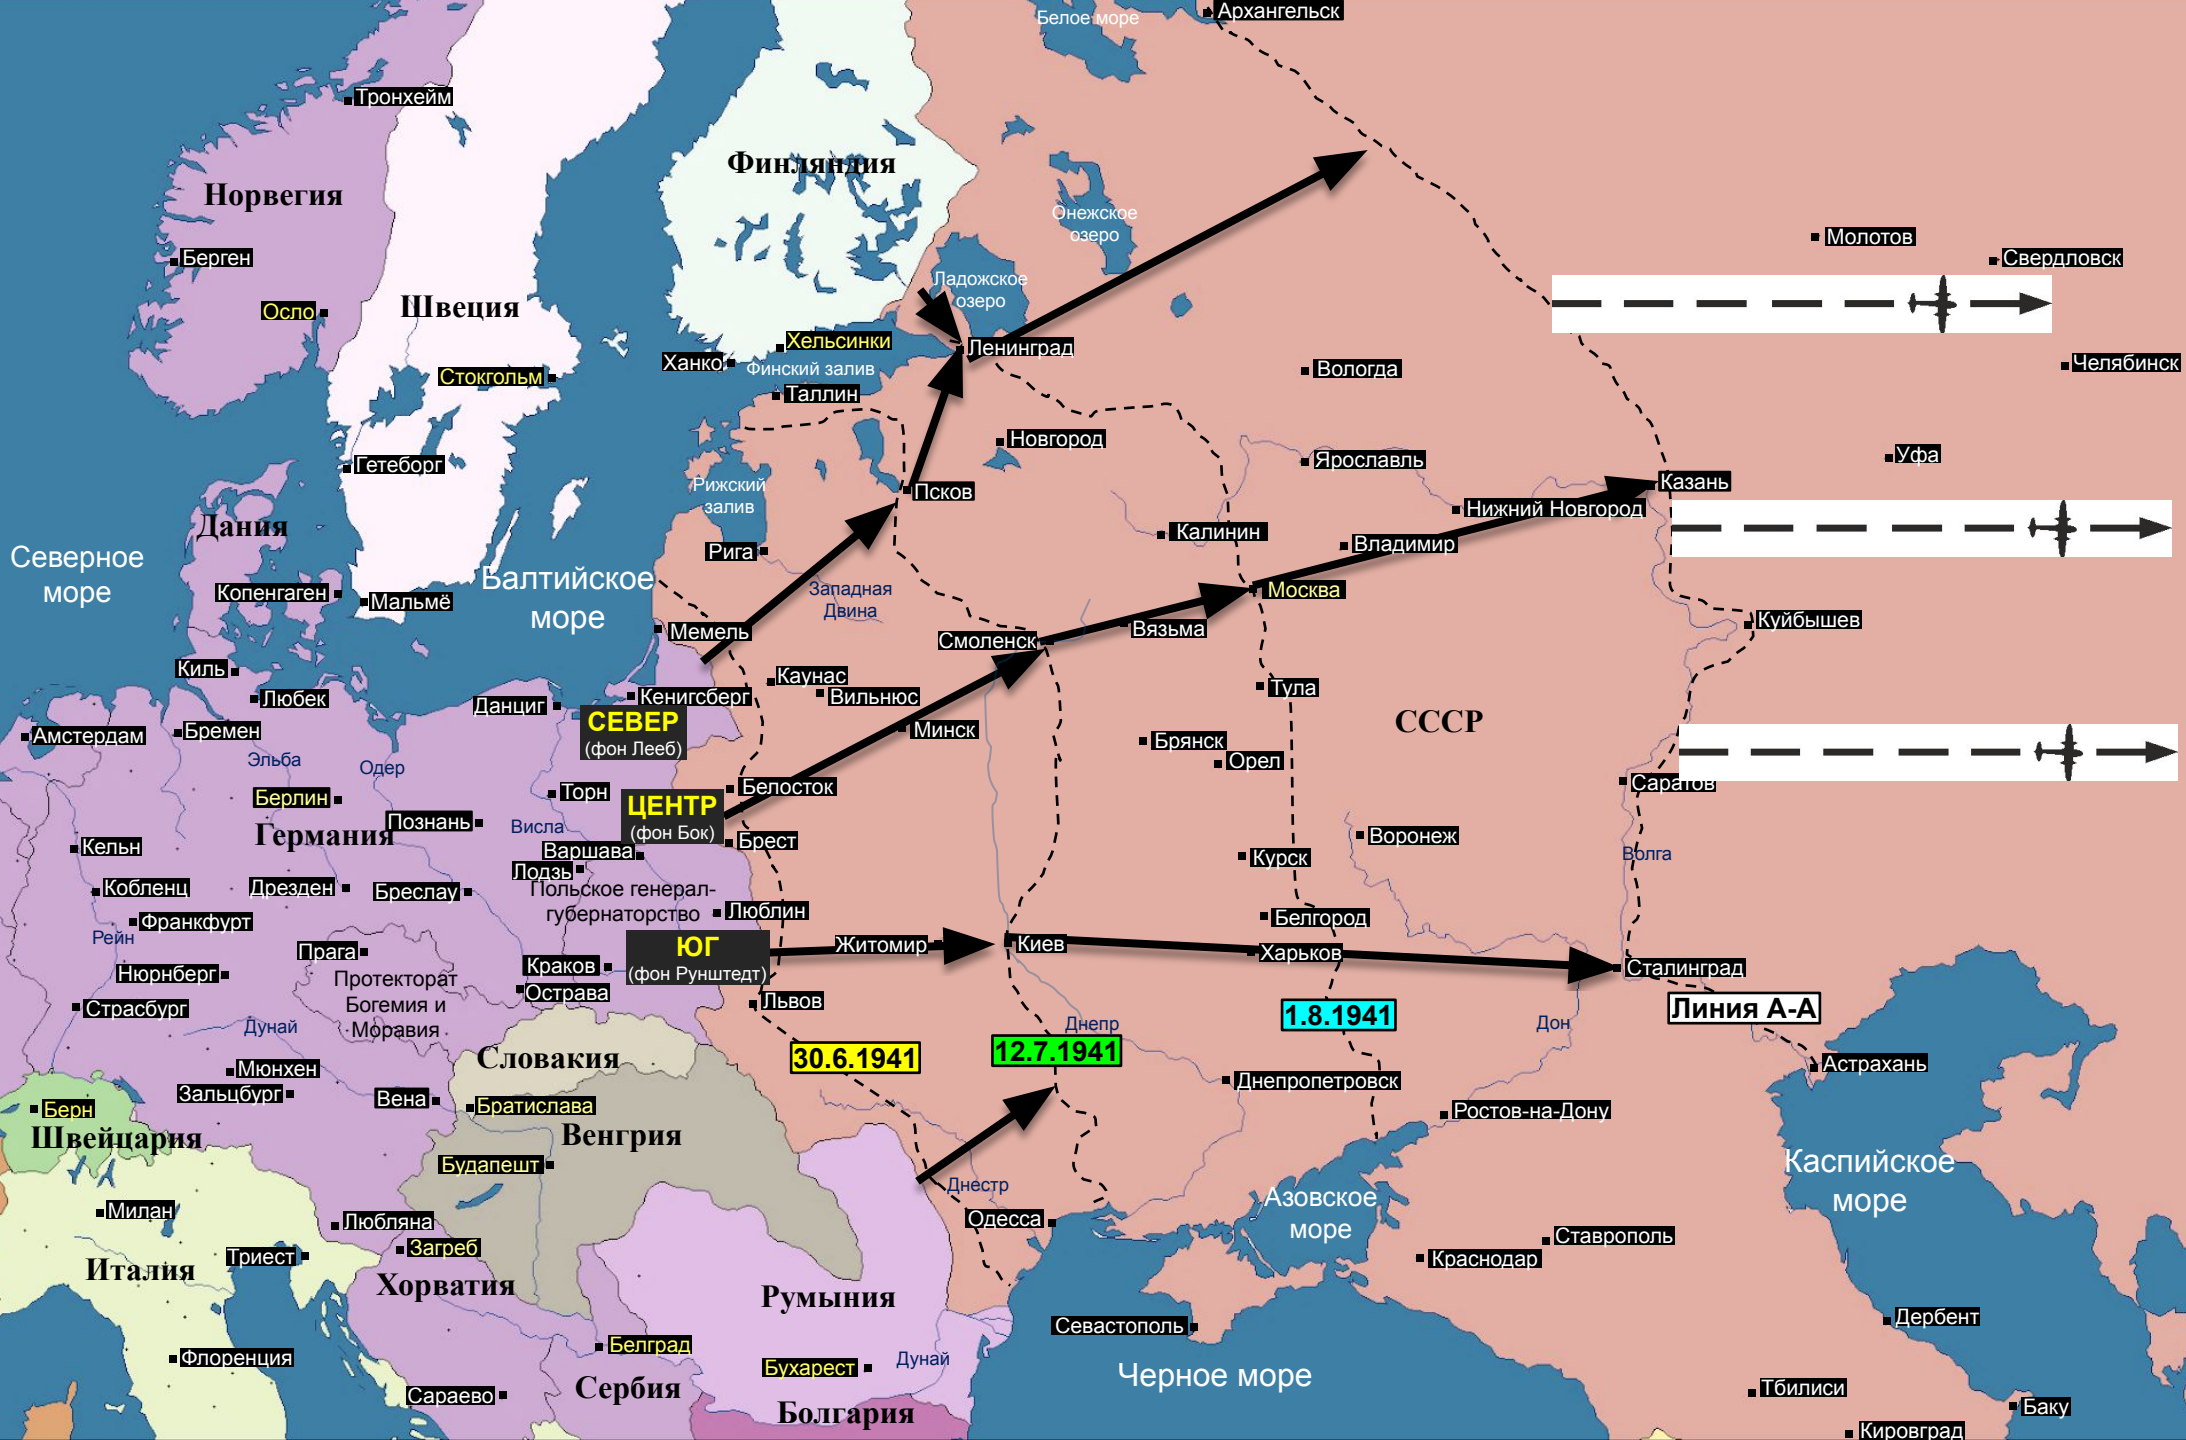 Белое море
Архангельск
Тронхейм
Финляндия
Норвегия
Онежское
озеро
Молотов
Берген
Свердловск
Ладожское
озеро
Осло
Швеция
Хельсинки
Ленинград
Ханко
Финский залив
Вологда
Челябинск
Стокгольм
Таллин
Новгород
Гетеборг
Ярославль
Уфа
Рижский
залив
Псков
Казань
Нижний Новгород
Дания
Калинин
Владимир
Рига
Северное
море
Балтийское
море
Западная
Двина
Копенгаген
Мальмё
Москва
Куйбышев
Мемель
Смоленск
Вязьма
Киль
Каунас
Вильнюс
Тула
Любек
Данциг
Кенигсберг
СЕВЕР
(фон Лееб)
СССР
Амстердам
Бремен
Минск
Брянск
Орел
Эльба
Одер
Берлин
Торн
Белосток
Саратов
Познань
Висла
ЦЕНТР
(фон Бок)
Германия
Брест
Воронеж
Кельн
Варшава
Курск
Волга
Лодзь
Кобленц
Дрезден
Бреслау
Польское генерал-
губернаторство
Люблин
Белгород
Франкфурт
Рейн
Прага
ЮГ
(фон Рунштедт)
Житомир
Киев
Харьков
Нюрнберг
Краков
Сталинград
Протекторат
Богемия и
Моравия
Острава
Львов
Страсбург
Линия А-А
1.8.1941
Дунай
Днепр
Дон
Словакия
30.6.1941
12.7.1941
Мюнхен
Астрахань
Зальцбург
Вена
Днепропетровск
Берн
Братислава
Ростов-на-Дону
Швейцария
Венгрия
Будапешт
Каспийское
море
Днестр
Азовское
море
Милан
Любляна
Одесса
Загреб
Триест
Ставрополь
Краснодар
Италия
Хорватия
Румыния
Севастополь
Дербент
Белград
Флоренция
Бухарест
Дунай
Черное море
Сербия
Сараево
Тбилиси
Болгария
Баку
Кировград